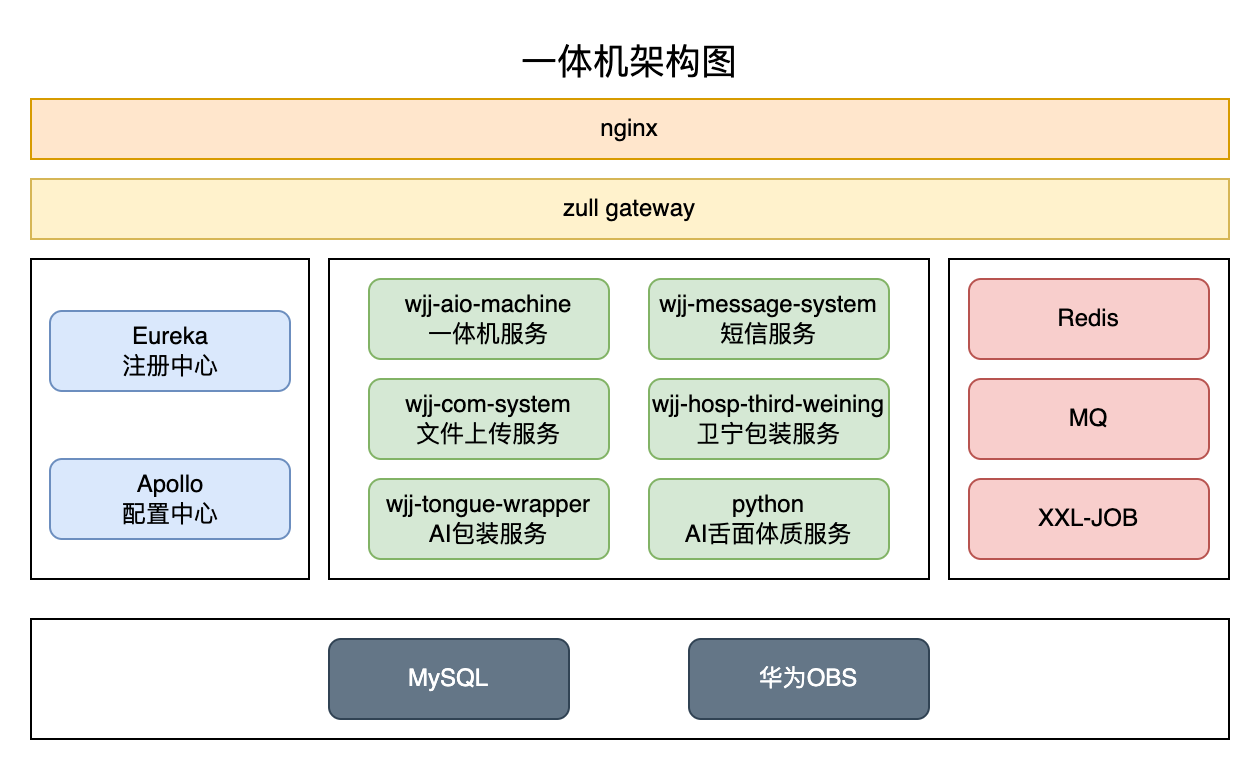 一体机架构图
nginx
zull gateway
Eureka
注册中心
Apollo
配置中心
wjj-aio-machine
一体机服务
wjj-message-system
短信服务
wjj-com-system
文件上传服务
wjj-hosp-third-weining
卫宁包装服务
wjj-tongue-wrapper
AI包装服务
python
AI舌面体质服务
Redis
MQ
XXL-JOB
MySQL
华为OBS